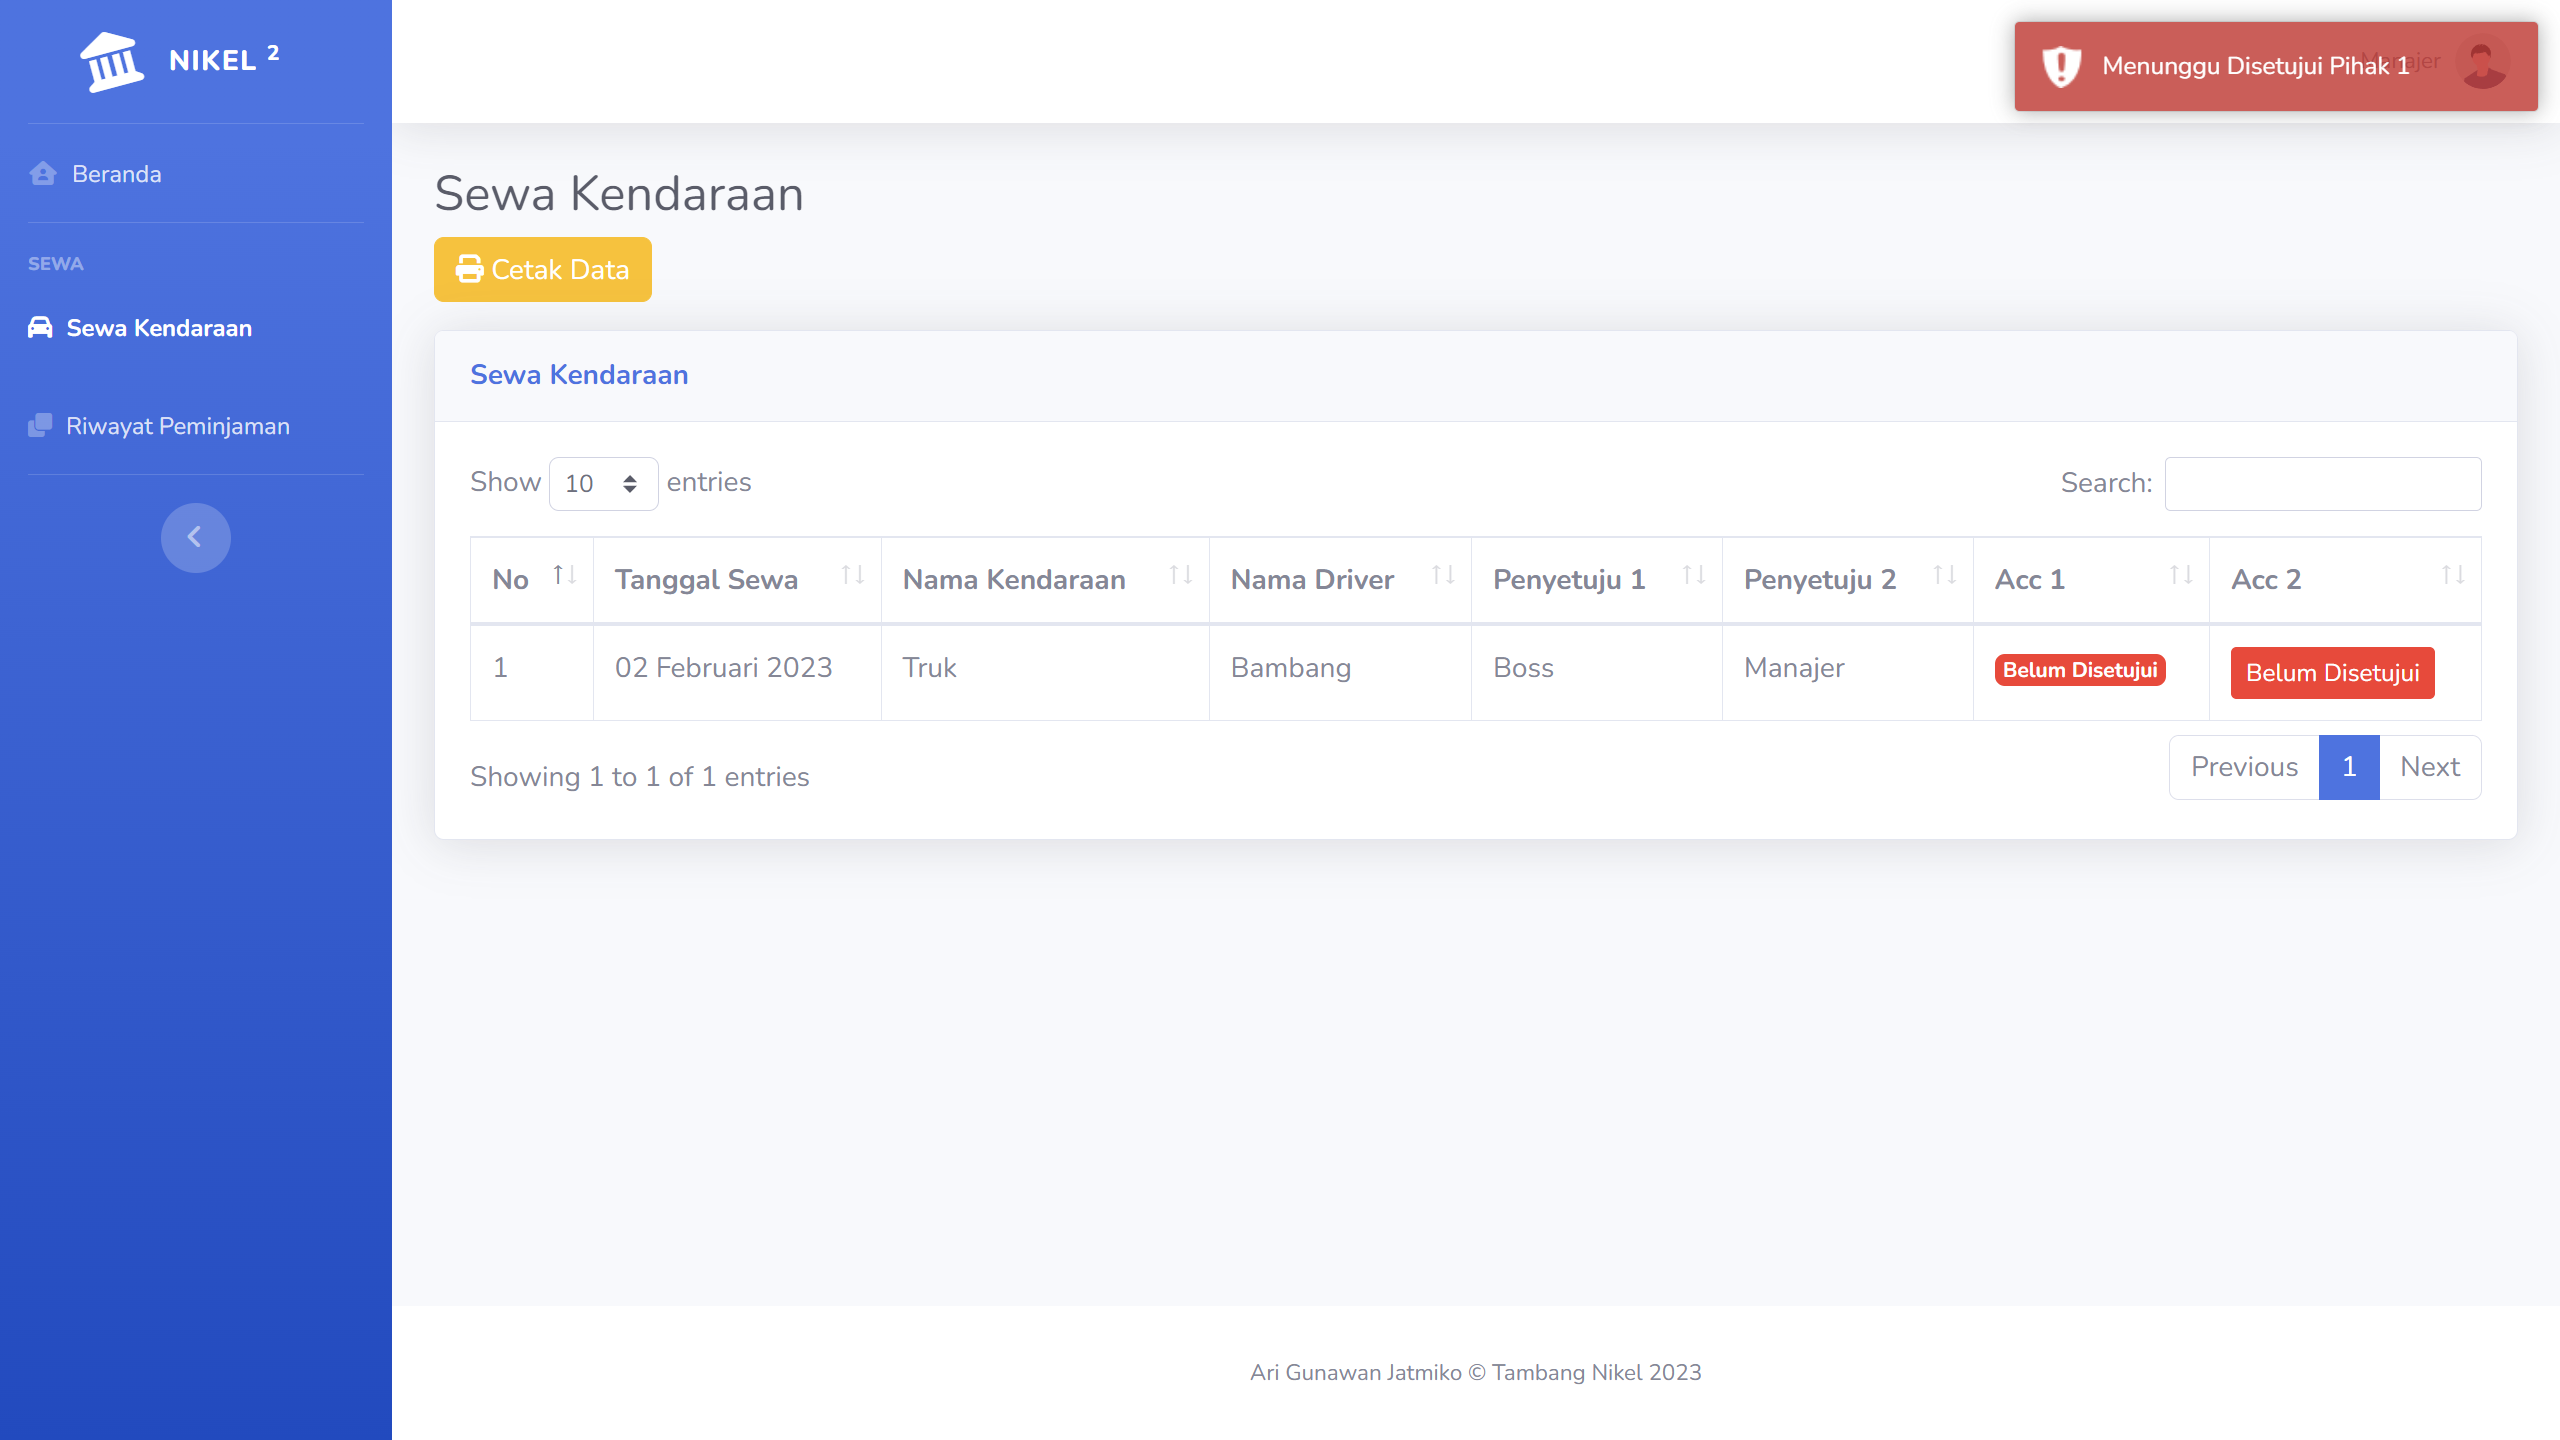 NIKEL 2
Menunggu Disetujui Pihak 1
Manajer
Beranda
SEWA
Sewa Kendaraan
Riwayat Peminjaman
Sewa Kendaraan
Cetak Data
Sewa Kendaraan
Show 10 entries
Search:
No Tanggal Sewa Nama Kendaraan Nama Driver Penyetuju 1 Penyetuju 2 Acc 1 Acc 2
1 02 Februari 2023 Truk Bambang Boss Manajer Belum Disetujui Belum Disetujui
Showing 1 to 1 of 1 entries
Previous 1 Next
Ari Gunawan Jatmiko © Tambang Nikel 2023